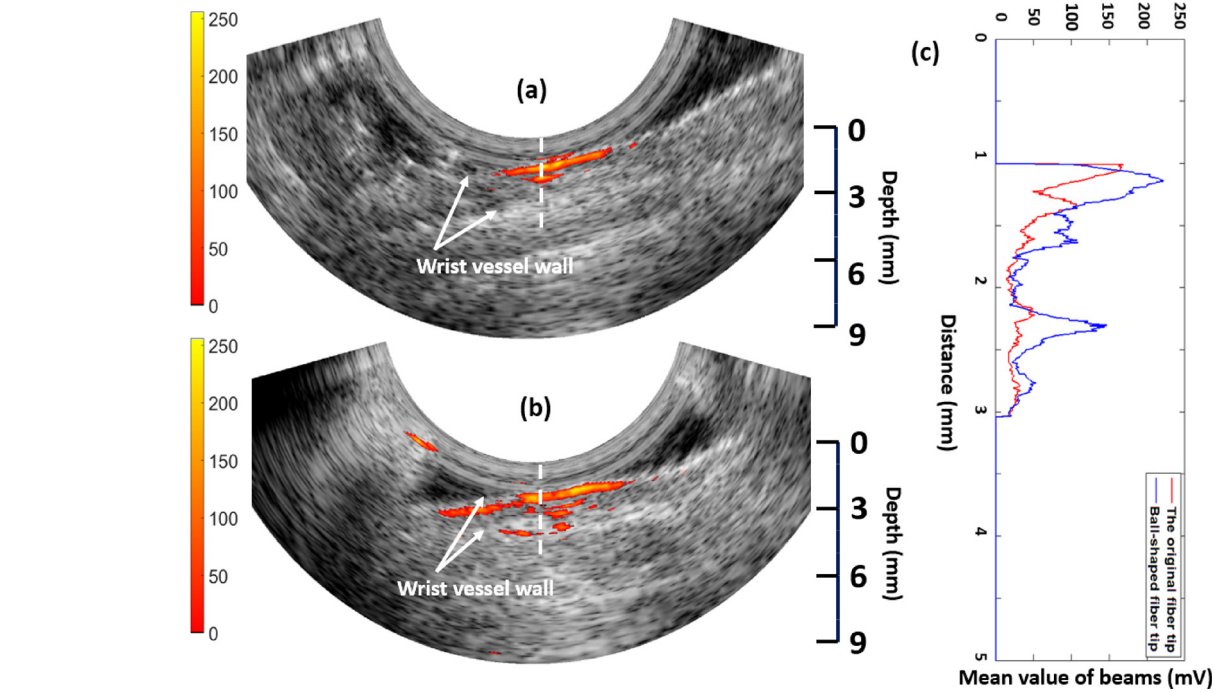 250
200
150
100
50
0
(a)
Wrist vessel wall
0
3
6
9
Depth (mm)
250
200
150
100
50
0
(b)
Wrist vessel wall
0
3
6
9
Depth (mm)
(c)
0
50
100
150
200
250
0
1
2
3
4
5
Distance (mm)
The original fiber tip
Ball-shaped fiber tip
Mean value of beams (mV)